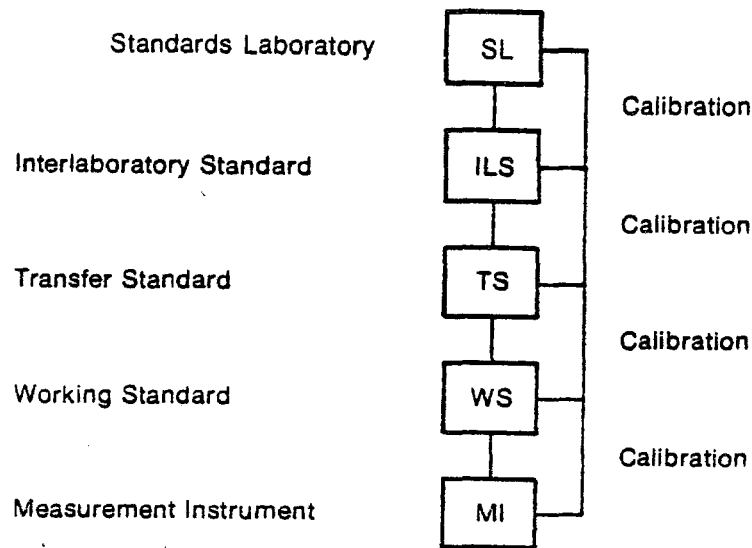 Standards Laboratory SL
Calibration
Interlaboratory Standard ILS
Calibration
Transfer Standard TS
Calibration
Working Standard WS
Calibration
Measurement Instrument MI